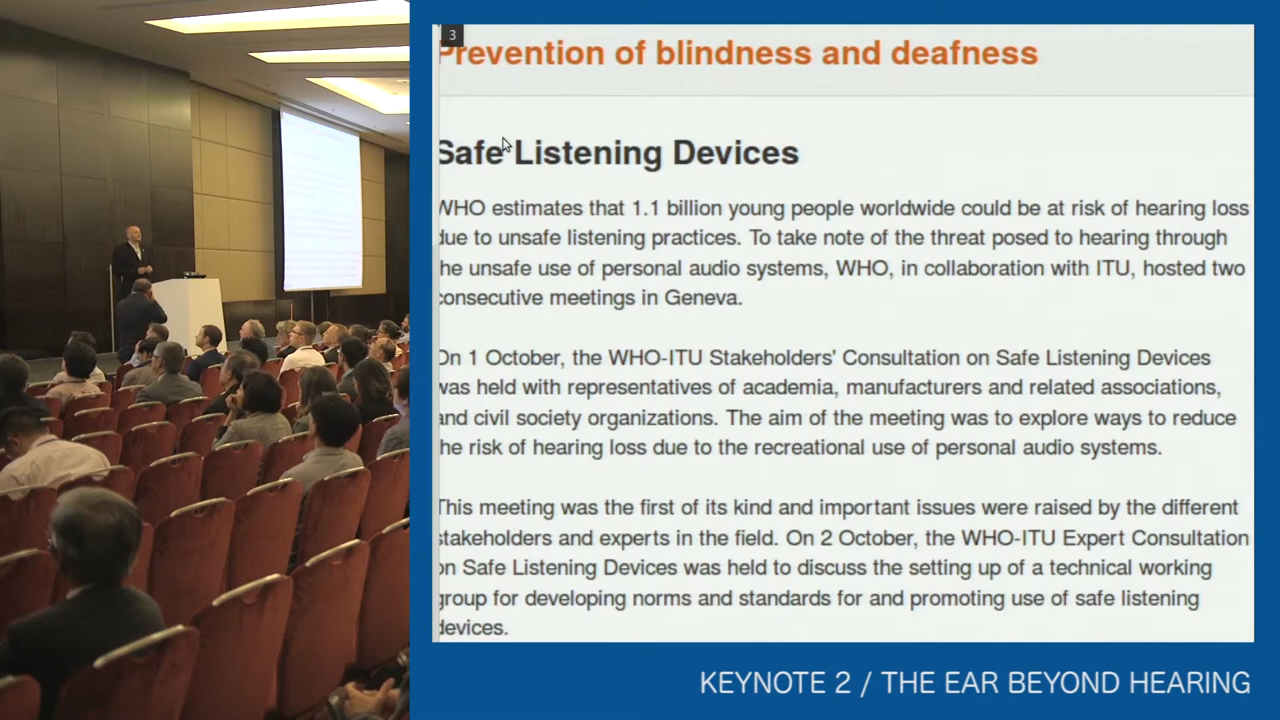 3
Prevention of blindness and deafness
Safe Listening Devices
WHO estimates that 1.1 billion young people worldwide could be at risk of hearing loss
due to unsafe listening practices. To take note of the threat posed to hearing through
the unsafe use of personal audio systems, WHO, in collaboration with ITU, hosted two
consecutive meetings in Geneva.
On 1 October, the WHO-ITU Stakeholders' Consultation on Safe Listening Devices
was held with representatives of academia, manufacturers and related associations,
and civil society organizations. The aim of the meeting was to explore ways to reduce
the risk of hearing loss due to the recreational use of personal audio systems.
This meeting was the first of its kind and important issues were raised by the different
stakeholders and experts in the field. On 2 October, the WHO-ITU Expert Consultation
on Safe Listening Devices was held to discuss the setting up of a technical working
group for developing norms and standards for and promoting use of safe listening
devices.
KEYNOTE 2 / THE EAR BEYOND HEARING